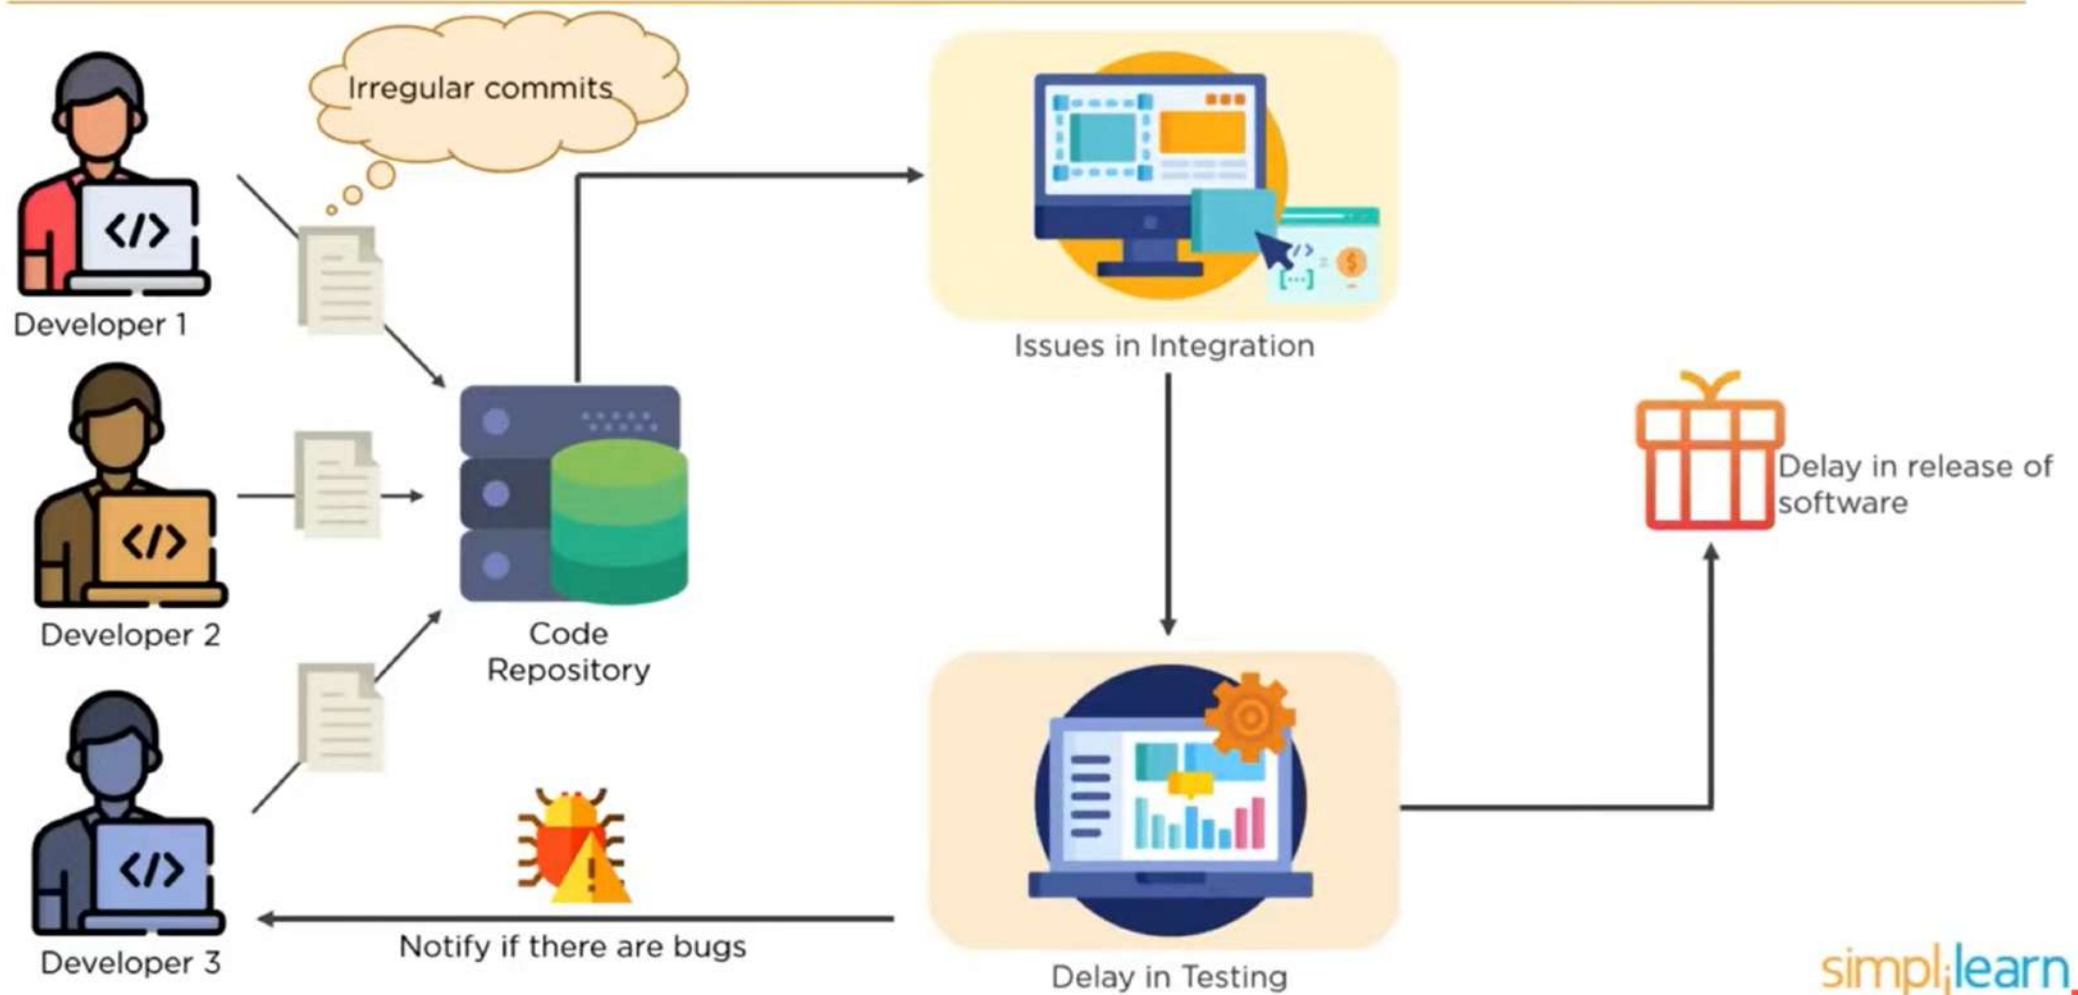 Irregular commits
</>
Developer 1
</>
[...]
</>
=
$
Issues in Integration
Developer 2
</>
Code
Repository
Delay in release of
software
</>
Developer 3
!
Notify if there are bugs
Delay in Testing
simplilearn